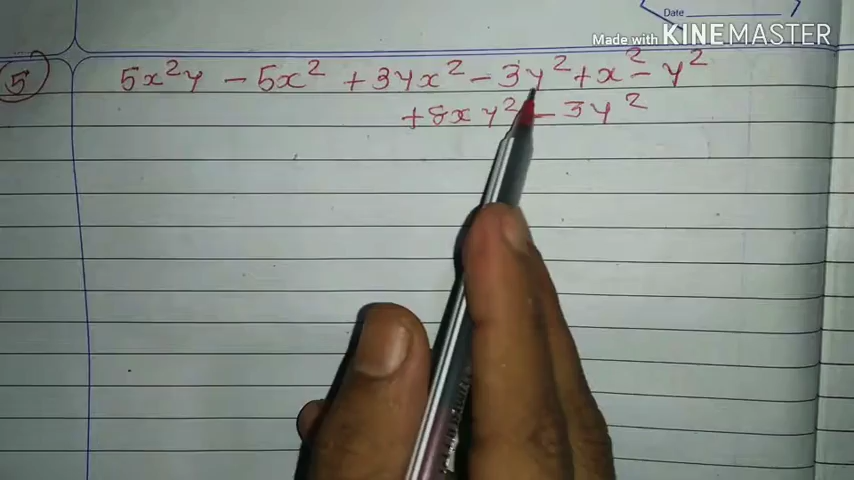 Date
Made with KINEMASTER
5 5x²y - 5x² + 3yx² - 3y² + x² - y²
+ 8xy² - 3y²